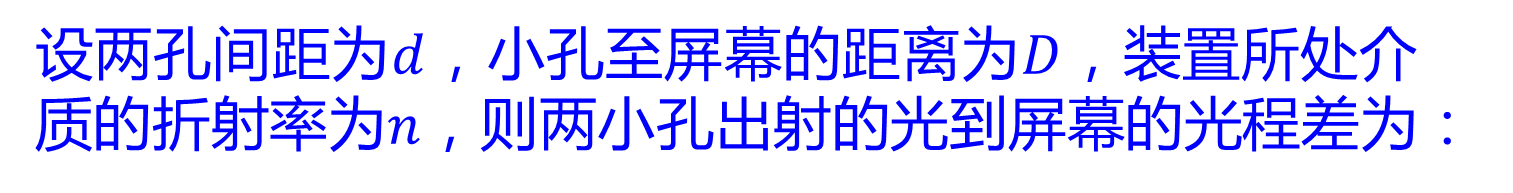 设两孔间距为d，小孔至屏幕的距离为D，装置所处介
质的折射率为n，则两小孔出射的光到屏幕的光程差为：